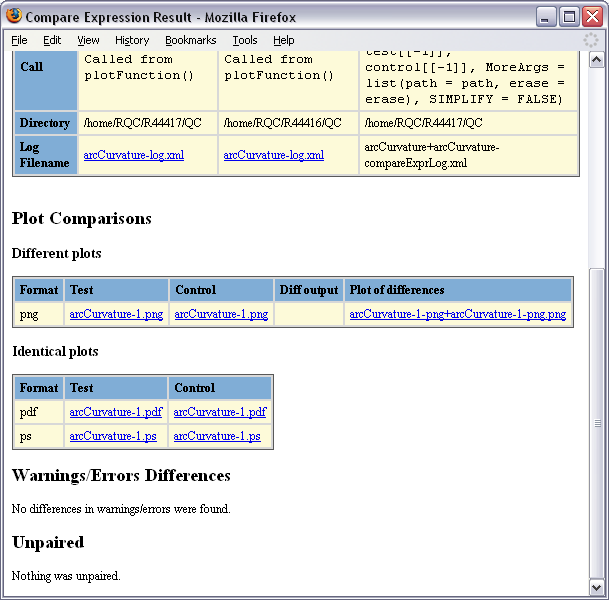 Compare Expression Result - Mozilla Firefox
File Edit View History Bookmarks Tools Help
Call Called from plotFunction() Called from plotFunction() test[[-1]], control[[-1]], MoreArgs = list(path = path, erase = erase), SIMPLIFY = FALSE)
Directory /home/RQC/R44417/QC /home/RQC/R44416/QC /home/RQC/R44417/QC
Log Filename arcCurvature-log.xml arcCurvature-log.xml arcCurvature+arcCurvature-compareExprLog.xml
Plot Comparisons
Different plots
Format Test Control Diff output Plot of differences
png arcCurvature-1.png arcCurvature-1.png arcCurvature-1-png+arcCurvature-1-png.png
Identical plots
Format Test Control
pdf arcCurvature-1.pdf arcCurvature-1.pdf
ps arcCurvature-1.ps arcCurvature-1.ps
Warnings/Errors Differences
No differences in warnings/errors were found.
Unpaired
Nothing was unpaired.